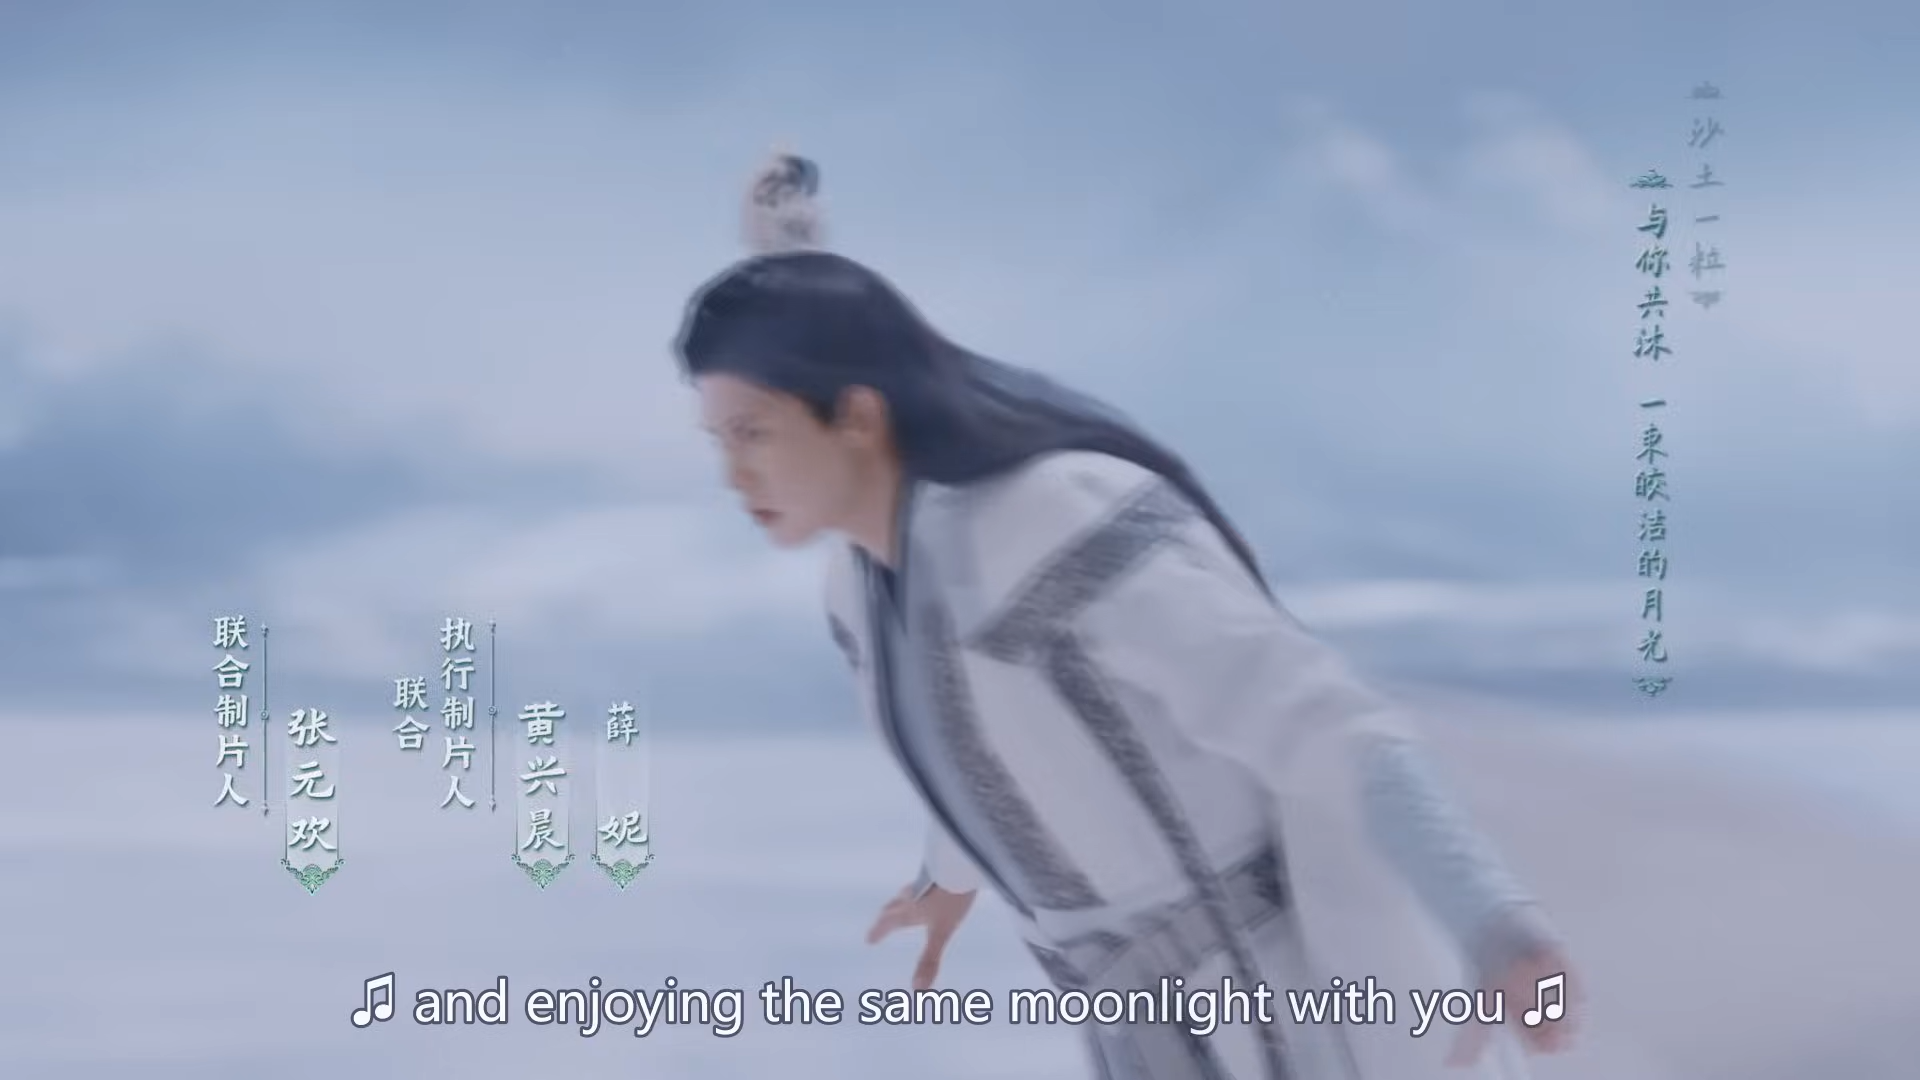 沙土一粒
与你共沐 一束皎洁的月光
联合制片人
张元欢
联合
执行制片人
黄兴晨
薛妮
♫ and enjoying the same moonlight with you ♫